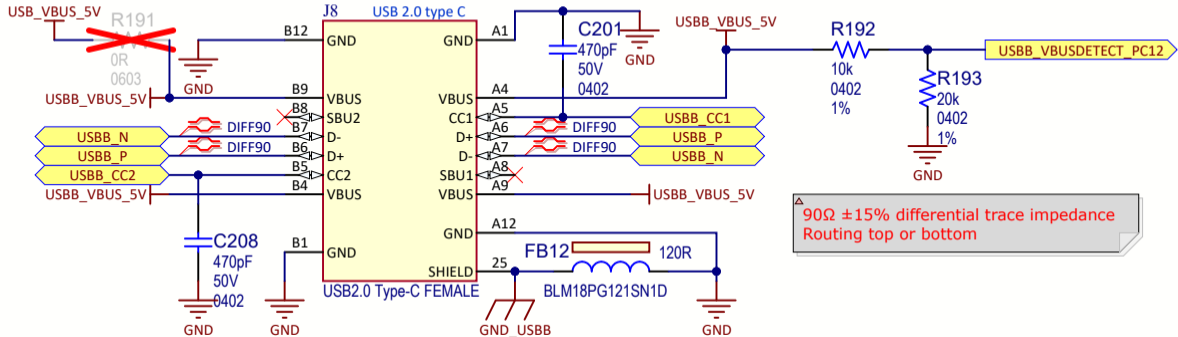 USB_VBUS_5V
R191
0R
0603
USBB_VBUS_5V
GND
J8
USB 2.0 type C
B12
GND
B9
VBUS
B8
SBU2
B7
D-
B6
D+
B5
CC2
B4
VBUS
B1
GND
USBB_N
DIFF90
USBB_P
DIFF90
USBB_CC2
USBB_VBUS_5V
C208
470pF
50V
0402
GND
GND
GND
A1
VBUS
A4
CC1
A5
D+
A6
D-
A7
SBU1
A8
VBUS
A9
GND
A12
SHIELD
25
USB2.0 Type-C FEMALE
C201
470pF
50V
0402
GND
USBB_VBUS_5V
USBB_CC1
DIFF90
USBB_P
DIFF90
USBB_N
USBB_VBUS_5V
FB12
120R
BLM18PG121SN1D
GND_USBB
GND
R192
10k
0402
1%
R193
20k
0402
1%
GND
USBB_VBUSDETECT_PC12
90Ω ±15% differential trace impedance
Routing top or bottom